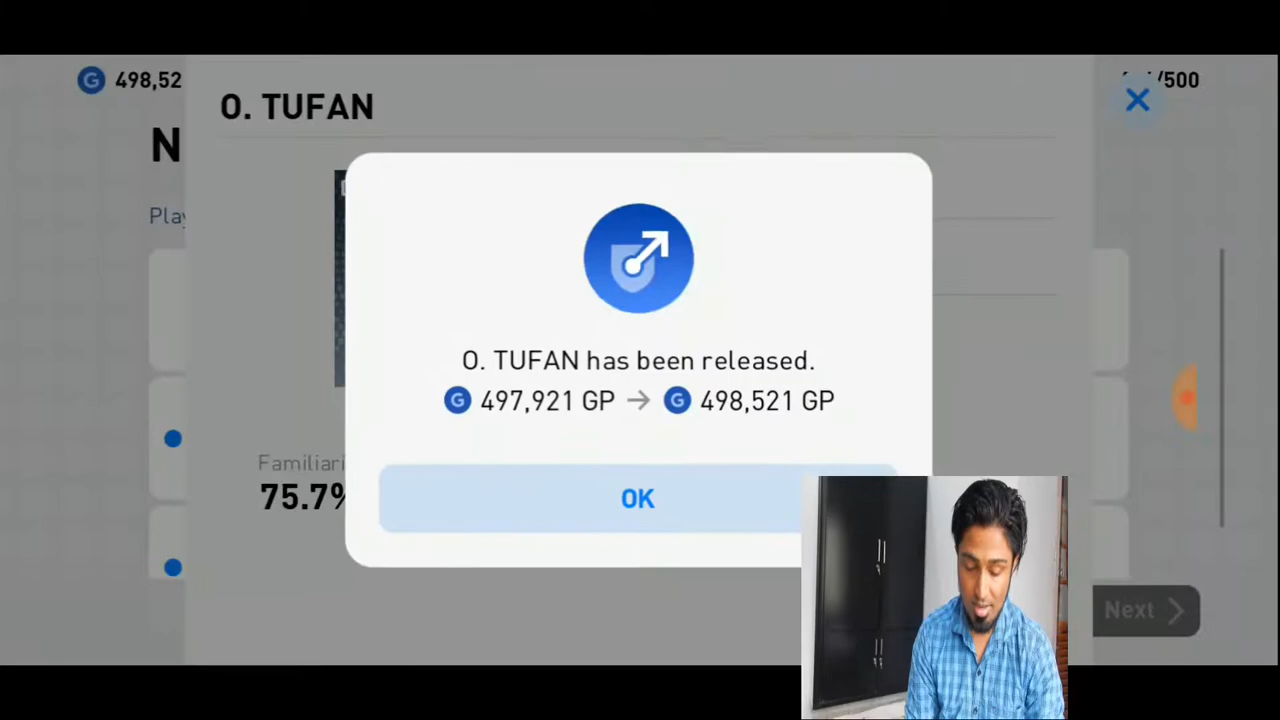 498,52
/500
O. TUFAN
N
Play
O. TUFAN has been released.
G 497,921 GP → G 498,521 GP
Familiari
75.7%
OK
Next